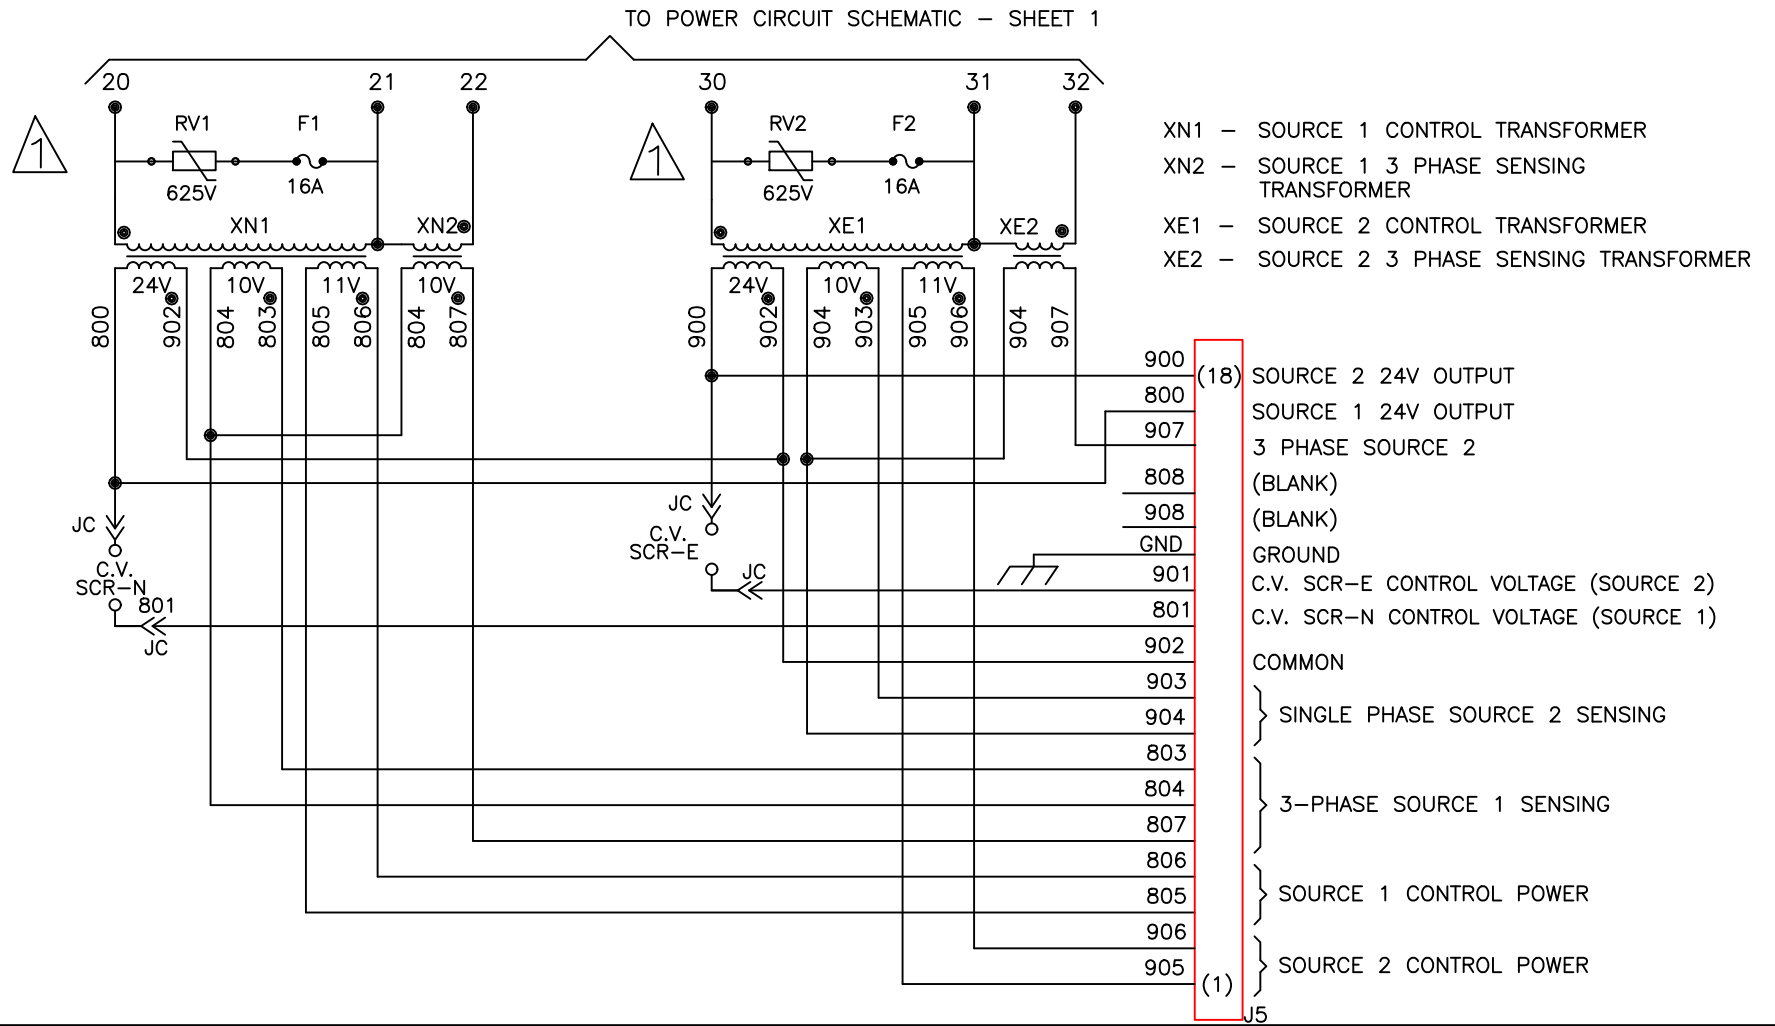 TO POWER CIRCUIT SCHEMATIC – SHEET 1
20 21 22 30 31 32
1
RV1 F1
625V 16A
XN1 XN2
24V 10V 11V 10V
800 902 804 803 805 806 804 807
1
RV2 F2
625V 16A
XE1 XE2
24V 10V 11V
900 902 904 903 905 906 904 907
XN1 – SOURCE 1 CONTROL TRANSFORMER
XN2 – SOURCE 1 3 PHASE SENSING
TRANSFORMER
XE1 – SOURCE 2 CONTROL TRANSFORMER
XE2 – SOURCE 2 3 PHASE SENSING TRANSFORMER
JC
C.V.
SCR–N
801
JC
JC
C.V.
SCR–E
JC
900 (18) SOURCE 2 24V OUTPUT
800 SOURCE 1 24V OUTPUT
907 3 PHASE SOURCE 2
808 (BLANK)
908 (BLANK)
GND GROUND
901 C.V. SCR–E CONTROL VOLTAGE (SOURCE 2)
801 C.V. SCR–N CONTROL VOLTAGE (SOURCE 1)
902 COMMON
903
904
SINGLE PHASE SOURCE 2 SENSING
803
804
807
3–PHASE SOURCE 1 SENSING
806
805
SOURCE 1 CONTROL POWER
906
905
SOURCE 2 CONTROL POWER
(1)
J5